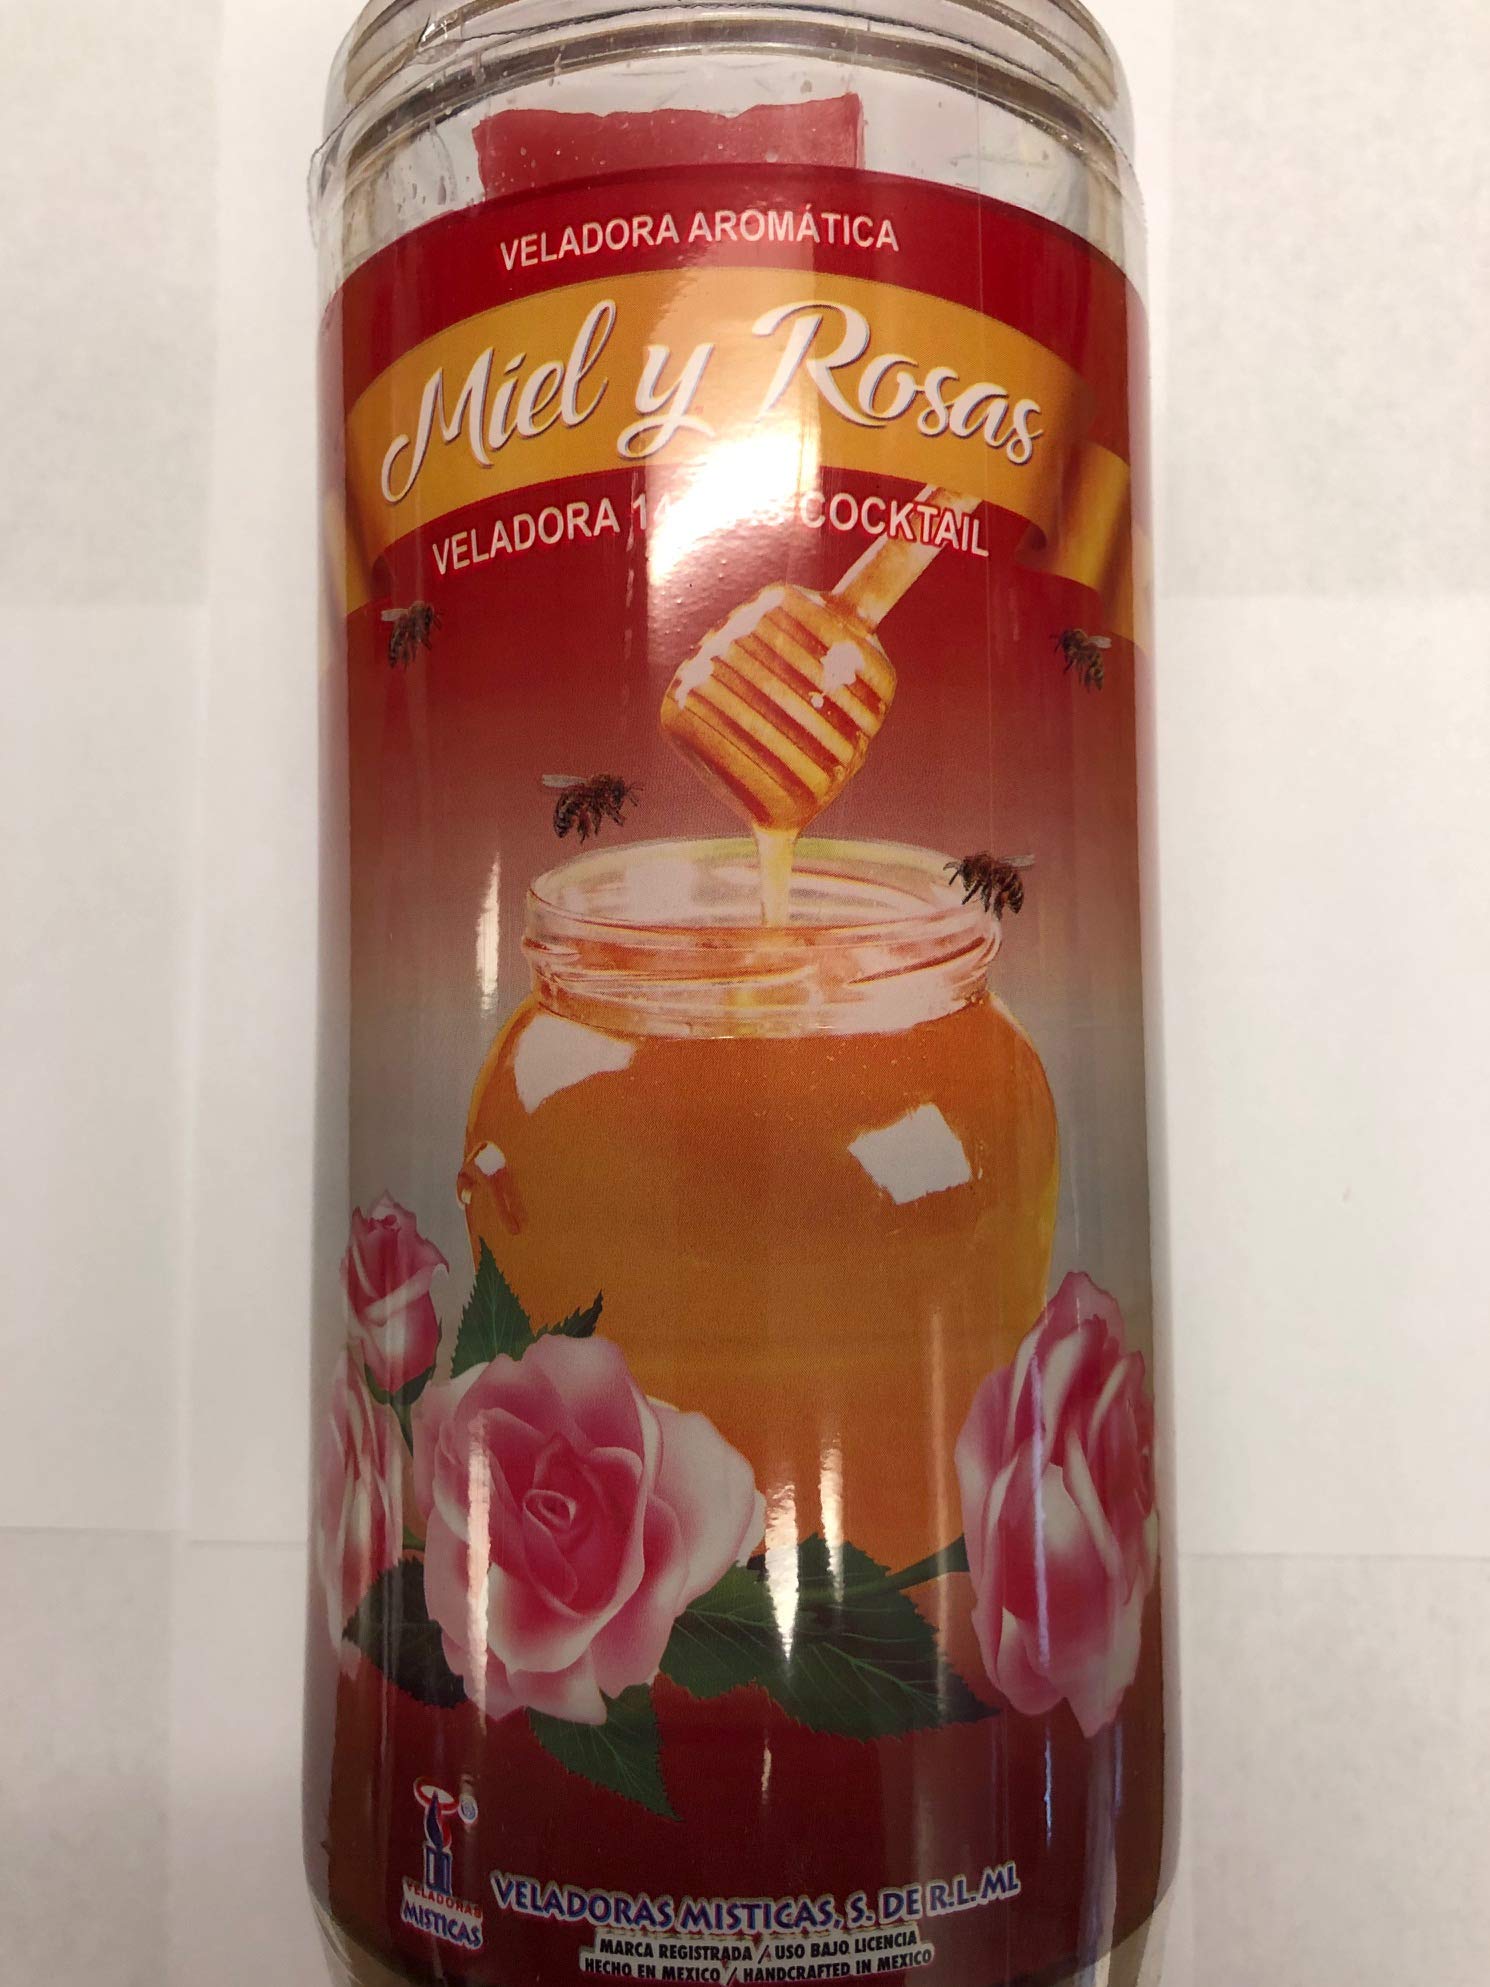 VELADORA AROMÁTICA
Miel y Rosas
VELADORA COCKTAIL
VELADORAS
MISTICAS
VELADORAS MISTICAS, S. DE R.L. MI.
MARCA REGISTRADA / USO BAJO LICENCIA
HECHO EN MEXICO / HANDCRAFTED IN MEXICO